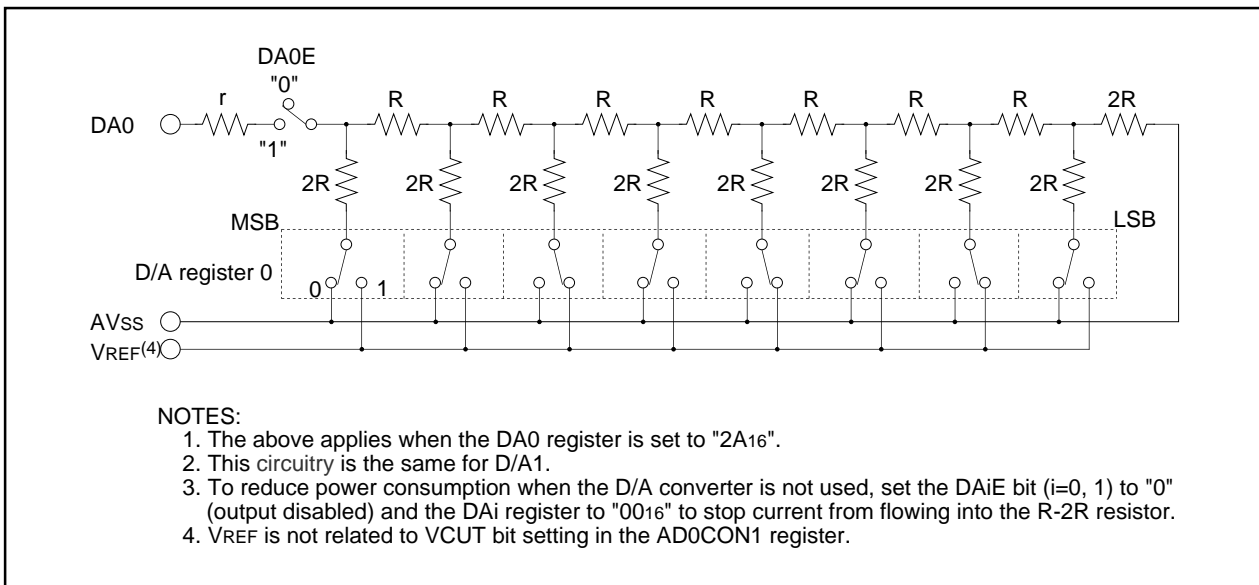 DA0E
"0"
r R R R R R R R 2R
DA0
"1"
2R 2R 2R 2R 2R 2R 2R 2R
MSB LSB
D/A register 0
0 1
AVSS
VREF(4)
NOTES:
1. The above applies when the DA0 register is set to "2A16".
2. This circuitry is the same for D/A1.
3. To reduce power consumption when the D/A converter is not used, set the DAiE bit (i=0, 1) to "0"
(output disabled) and the DAi register to "0016" to stop current from flowing into the R-2R resistor.
4. VREF is not related to VCUT bit setting in the AD0CON1 register.